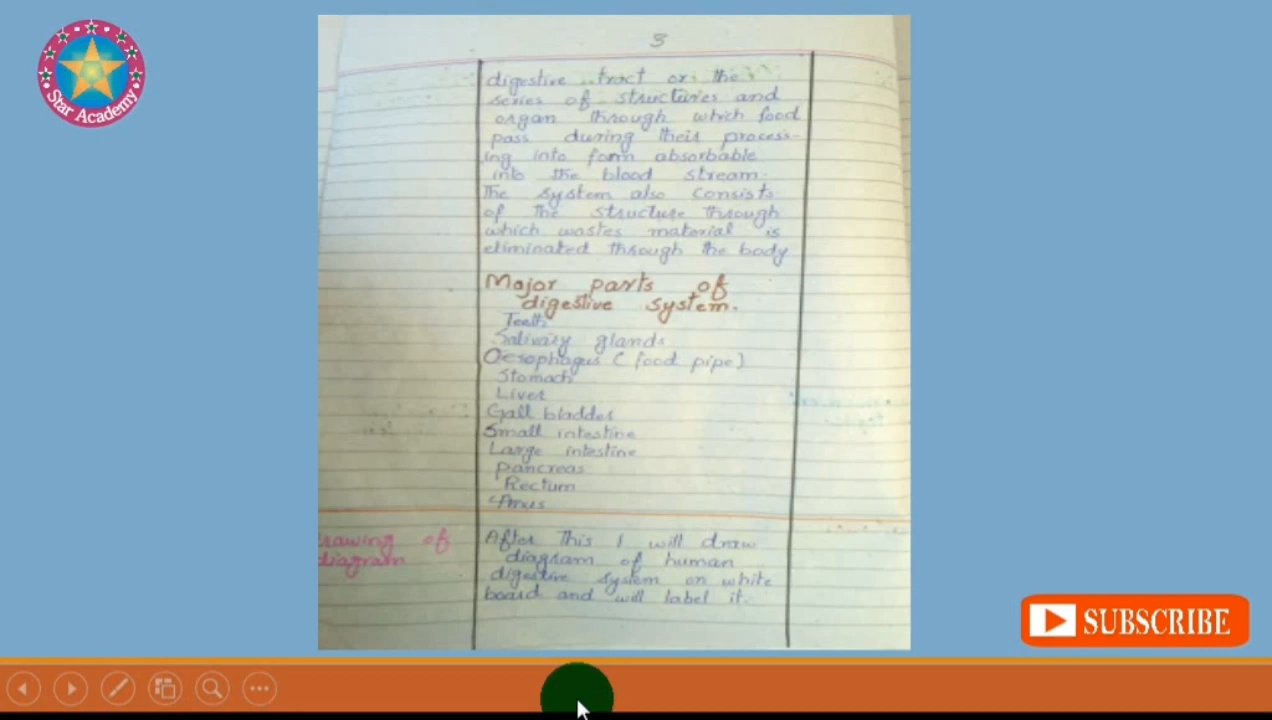 Star Academy
3
digestive tract or the
series of structures and
organ through which food
pass during their process-
ing into form absorbable
into the blood stream.
The system also consists
of the structure through
which wastes material is
eliminated through the body
Major parts of
digestive system.
Teeth
Salivary glands
Oesophagus (food pipe)
Stomach
Liver
Gall bladder
Small intestine
Large intestine
Pancreas
Rectum
Anus
rawing of
diagram
After this I will draw
diagram of human
digestive system on white
board and will label it.
SUBSCRIBE